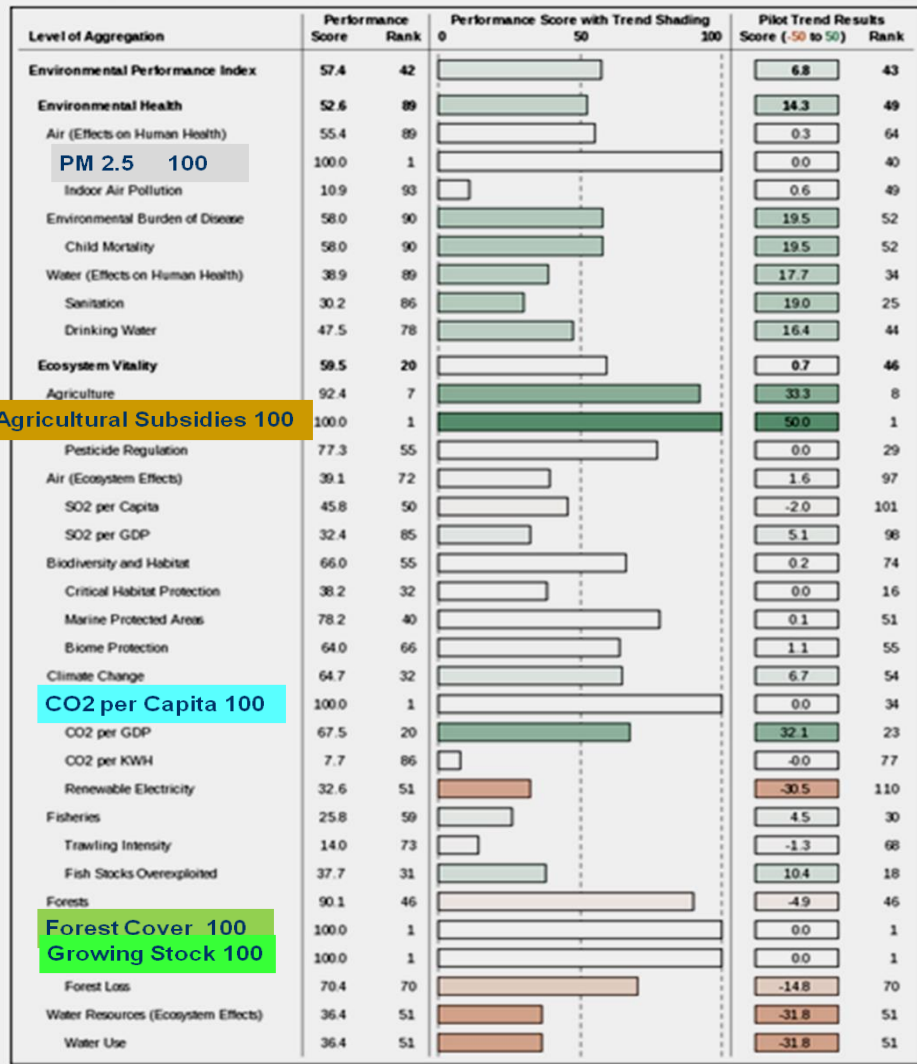 Level of Aggregation Performance Score Rank Performance Score with Trend Shading 0 50 100 Pilot Trend Results Score (-50 to 50) Rank
Environmental Performance Index 57.4 42 6.8 43
Environmental Health 52.6 89 14.3 49
Air (Effects on Human Health) 55.4 89 0.3 64
PM 2.5 100 100.0 1 0.0 40
Indoor Air Pollution 10.9 93 0.6 49
Environmental Burden of Disease 58.0 90 19.5 52
Child Mortality 58.0 90 19.5 52
Water (Effects on Human Health) 38.9 89 17.7 34
Sanitation 30.2 86 19.0 25
Drinking Water 47.5 78 16.4 44
Ecosystem Vitality 59.5 20 0.7 46
Agriculture 92.4 7 33.3 8
Agricultural Subsidies 100 100.0 1 50.0 1
Pesticide Regulation 77.3 55 0.0 29
Air (Ecosystem Effects) 39.1 72 1.6 97
SO2 per Capita 45.8 50 -2.0 101
SO2 per GDP 32.4 85 5.1 98
Biodiversity and Habitat 66.0 55 0.2 74
Critical Habitat Protection 38.2 32 0.0 16
Marine Protected Areas 78.2 40 0.1 51
Biome Protection 64.0 66 1.1 55
Climate Change 64.7 32 6.7 54
CO2 per Capita 100 100.0 1 0.0 34
CO2 per GDP 67.5 20 32.1 23
CO2 per KWH 7.7 86 -0.0 77
Renewable Electricity 32.6 51 -30.5 110
Fisheries 25.8 59 4.5 30
Trawling Intensity 14.0 73 -1.3 68
Fish Stocks Overexploited 37.7 31 10.4 18
Forests 90.1 46 -4.9 46
Forest Cover 100 100.0 1 0.0 1
Growing Stock 100 100.0 1 0.0 1
Forest Loss 70.4 70 -14.8 70
Water Resources (Ecosystem Effects) 36.4 51 -31.8 51
Water Use 36.4 51 -31.8 51